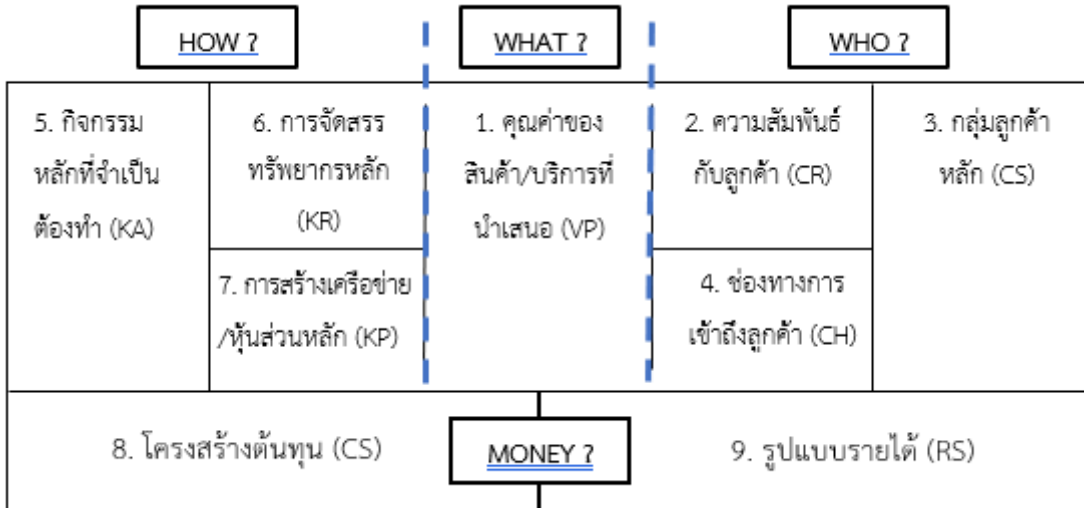 HOW ?
WHAT ?
WHO ?
5. กิจกรรม
หลักที่จำเป็น
ต้องทำ (KA)
6. การจัดสรร
ทรัพยากรหลัก
(KR)
7. การสร้างเครือข่าย
/หุ้นส่วนหลัก (KP)
1. คุณค่าของ
สินค้า/บริการที่
นำเสนอ (VP)
2. ความสัมพันธ์
กับลูกค้า (CR)
4. ช่องทางการ
เข้าถึงลูกค้า (CH)
3. กลุ่มลูกค้า
หลัก (CS)
8. โครงสร้างต้นทุน (CS)
MONEY ?
9. รูปแบบรายได้ (RS)